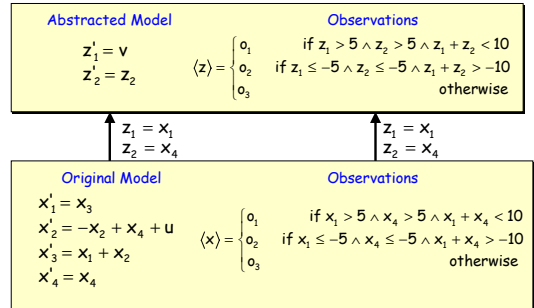 Abstracted Model
Observations
z'₁ = v
z'₂ = z₂
⟨z⟩ = { o₁ if z₁ > 5 ∧ z₂ > 5 ∧ z₁ + z₂ < 10
o₂ if z₁ ≤ −5 ∧ z₂ ≤ −5 ∧ z₁ + z₂ > −10
o₃ otherwise
z₁ = x₁
z₂ = x₄
z₁ = x₁
z₂ = x₄
Original Model
Observations
x'₁ = x₃
x'₂ = −x₂ + x₄ + u
x'₃ = x₁ + x₂
x'₄ = x₄
⟨x⟩ = { o₁ if x₁ > 5 ∧ x₄ > 5 ∧ x₁ + x₄ < 10
o₂ if x₁ ≤ −5 ∧ x₄ ≤ −5 ∧ x₁ + x₄ > −10
o₃ otherwise